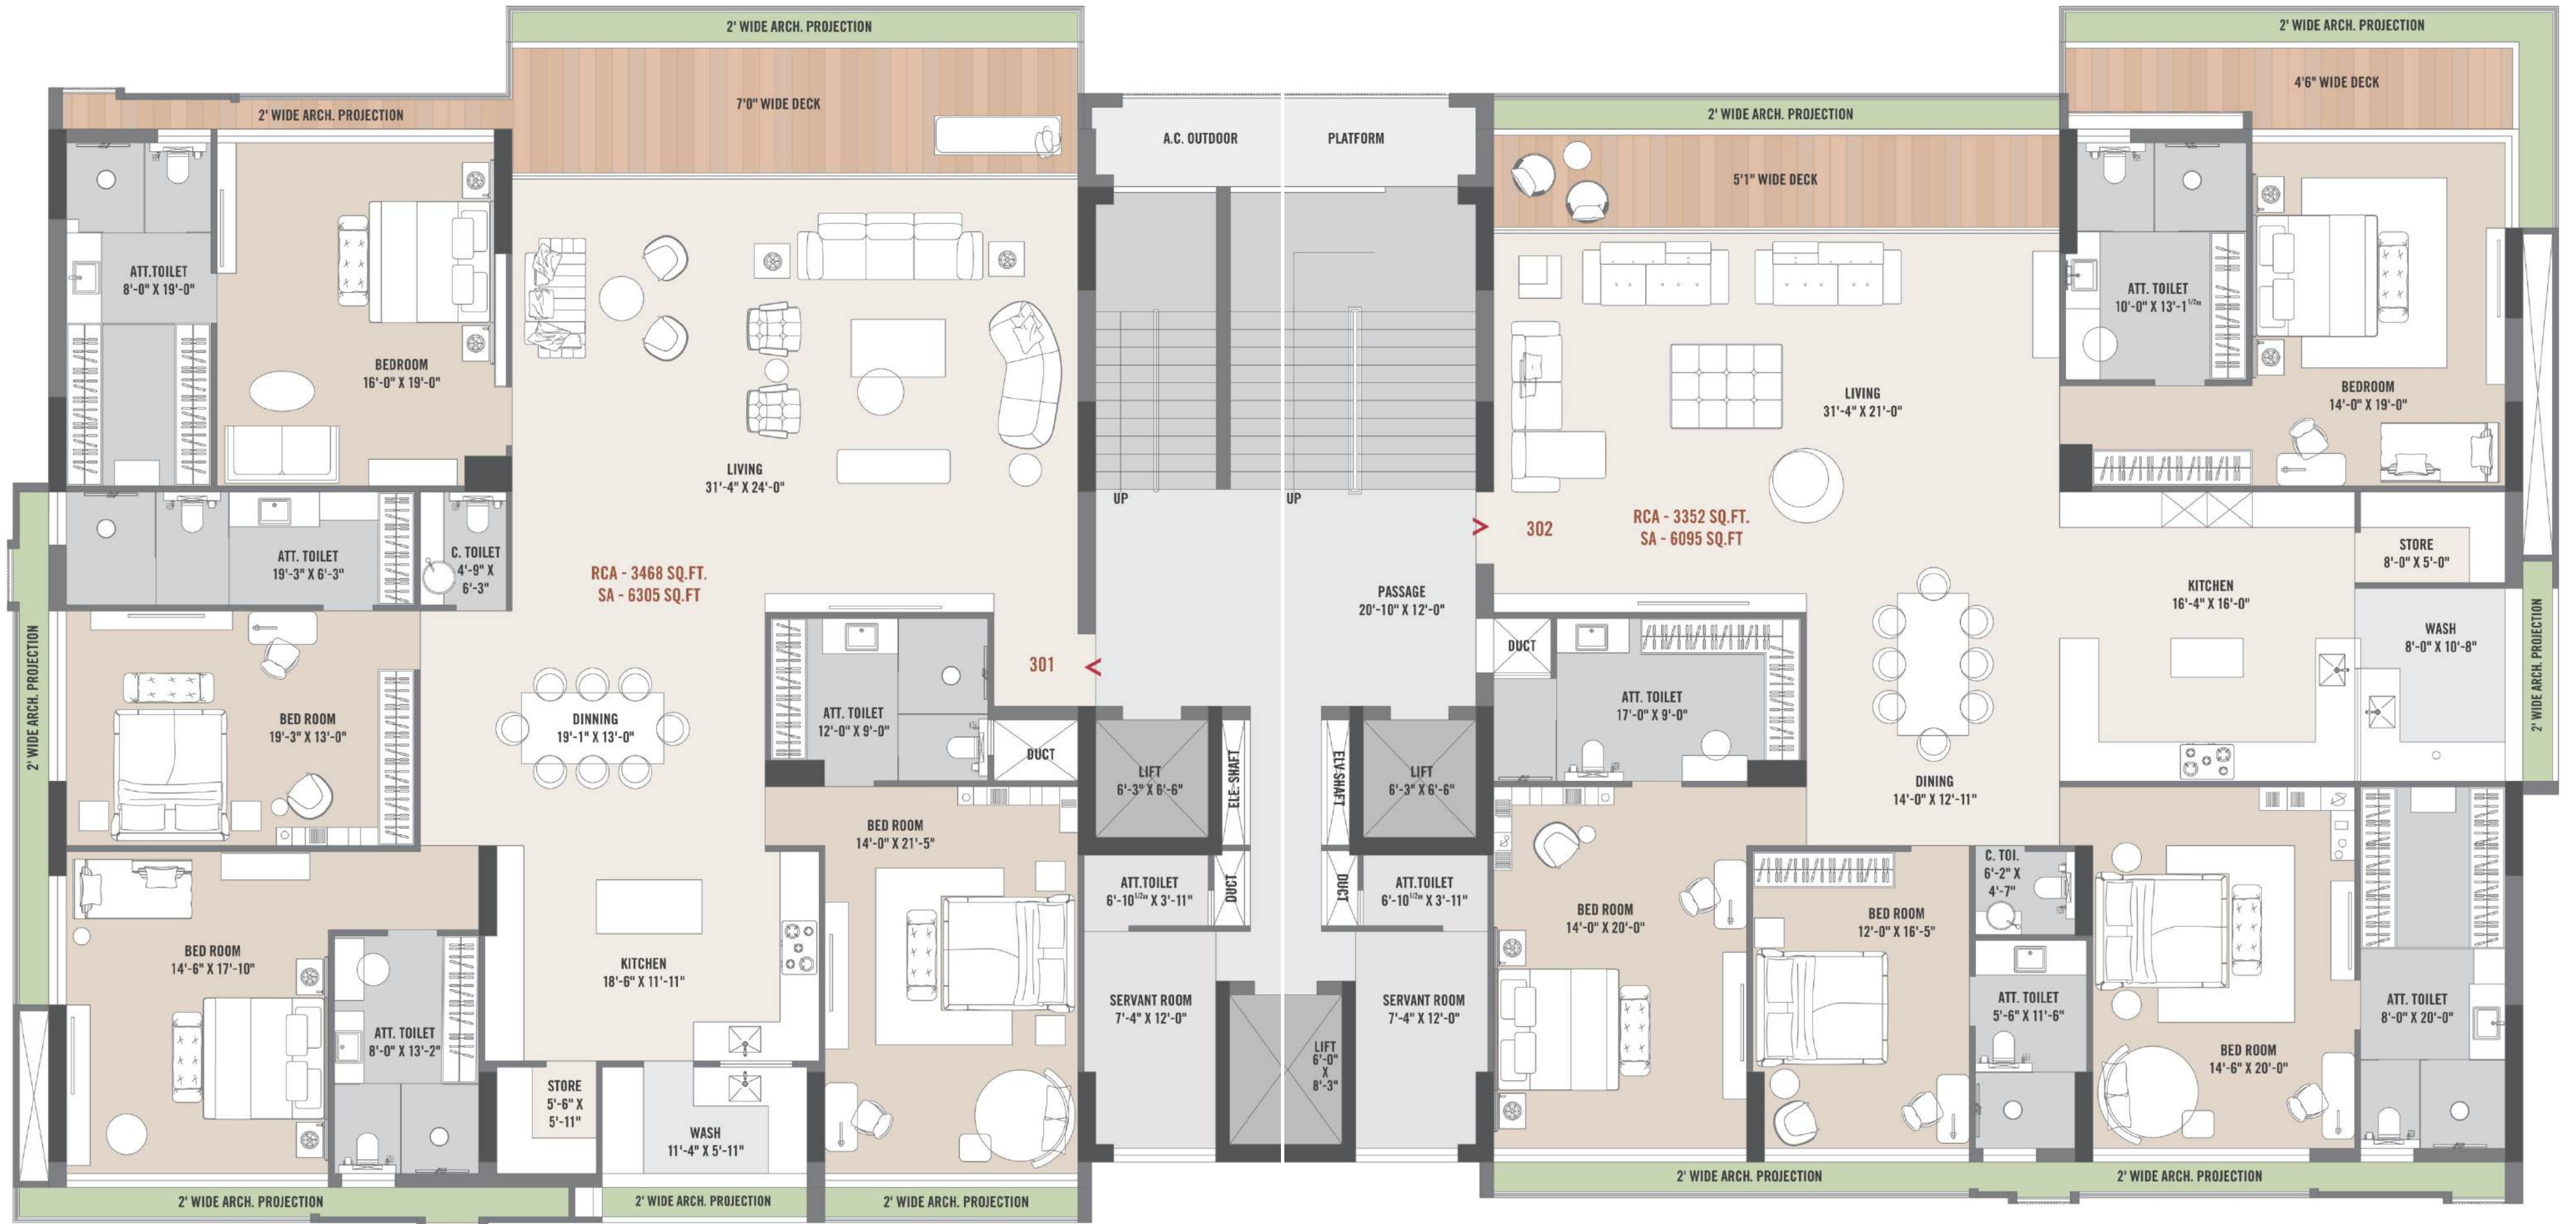 2' WIDE ARCH. PROJECTION
7'0" WIDE DECK
2' WIDE ARCH. PROJECTION
ATT.TOILET
8'-0" X 19'-0"
BEDROOM
16'-0" X 19'-0"
LIVING
31'-4" X 24'-0"
ATT. TOILET
19'-3" X 6'-3"
C. TOILET
4'-9" X
6'-3"
RCA - 3468 SQ.FT.
SA - 6305 SQ.FT
2' WIDE ARCH. PROJECTION
BED ROOM
19'-3" X 13'-0"
DINNING
19'-1" X 13'-0"
ATT. TOILET
12'-0" X 9'-0"
301
DUCT
BED ROOM
14'-0" X 21'-5"
BED ROOM
14'-6" X 17'-10"
ATT. TOILET
8'-0" X 13'-2"
KITCHEN
18'-6" X 11'-11"
STORE
5'-6" X
5'-11"
WASH
11'-4" X 5'-11"
2' WIDE ARCH. PROJECTION
2' WIDE ARCH. PROJECTION
2' WIDE ARCH. PROJECTION
A.C. OUTDOOR
PLATFORM
UP
UP
PASSAGE
20'-10" X 12'-0"
LIFT
6'-3" X 6'-6"
ELE. SHAFT
ELV-SHAFT
LIFT
6'-3" X 6'-6"
ATT.TOILET
6'-10 1/2" X 3'-11"
DUCT
DUCT
ATT.TOILET
6'-10 1/2" X 3'-11"
SERVANT ROOM
7'-4" X 12'-0"
SERVANT ROOM
7'-4" X 12'-0"
LIFT
6'-0"
X
8'-3"
2' WIDE ARCH. PROJECTION
4'6" WIDE DECK
2' WIDE ARCH. PROJECTION
5'1" WIDE DECK
ATT. TOILET
10'-0" X 13'-1 1/2"
BEDROOM
14'-0" X 19'-0"
LIVING
31'-4" X 21'-0"
302
RCA - 3352 SQ.FT.
SA - 6095 SQ.FT
STORE
8'-0" X 5'-0"
KITCHEN
16'-4" X 16'-0"
WASH
8'-0" X 10'-8"
2' WIDE ARCH. PROJECTION
DUCT
ATT. TOILET
17'-0" X 9'-0"
DINING
14'-0" X 12'-11"
BED ROOM
14'-0" X 20'-0"
BED ROOM
12'-0" X 16'-5"
C. TOI.
6'-2" X
4'-7"
ATT. TOILET
5'-6" X 11'-6"
BED ROOM
14'-6" X 20'-0"
ATT. TOILET
8'-0" X 20'-0"
2' WIDE ARCH. PROJECTION
2' WIDE ARCH. PROJECTION